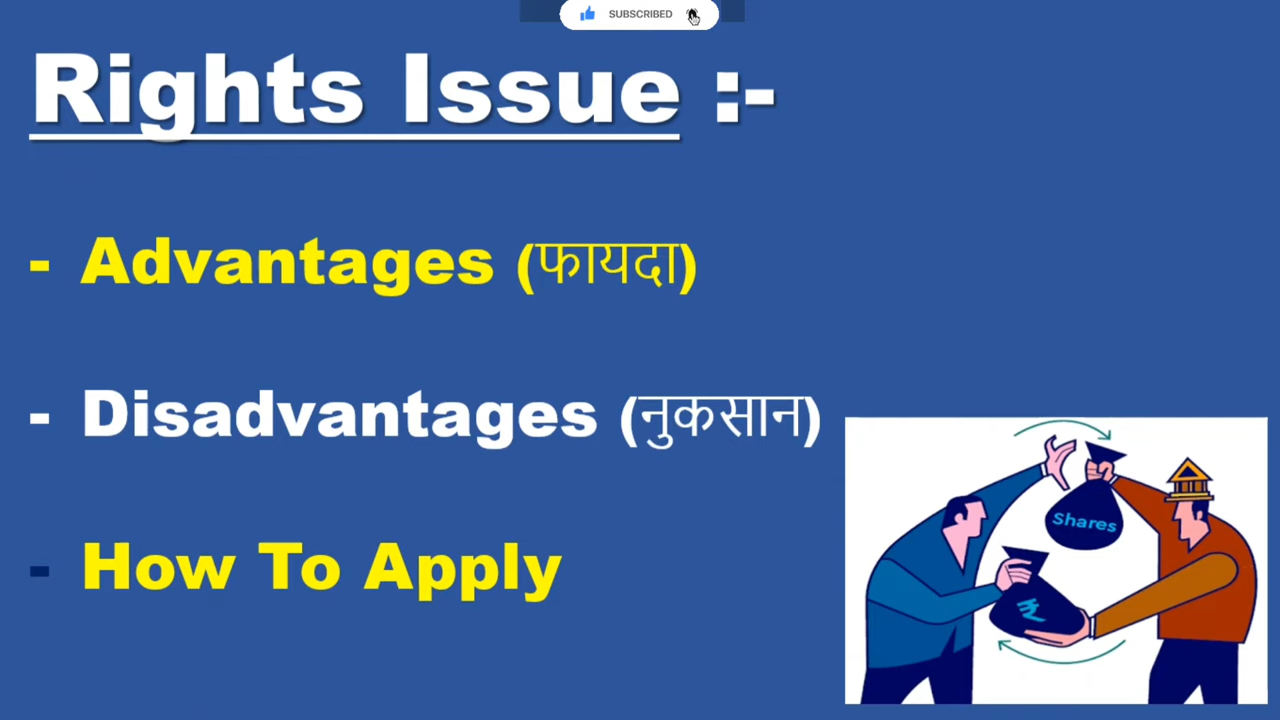 SUBSCRIBED
Rights Issue :-
- Advantages (फायदा)
- Disadvantages (नुकसान)
- How To Apply
Shares
₹